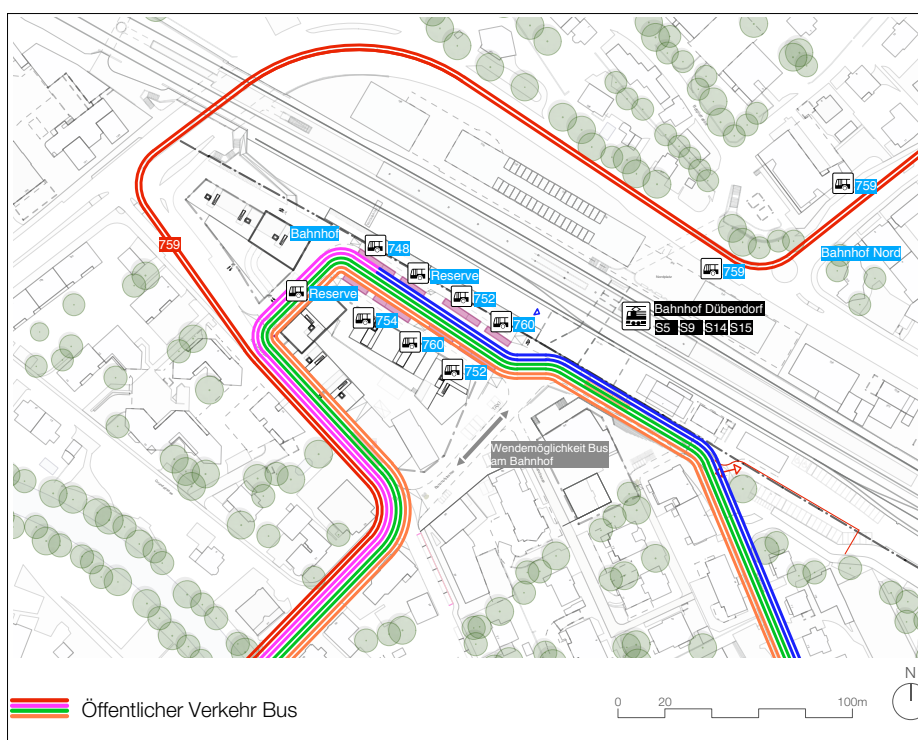 759
Bahnhof
748
759
Bahnhof Nord
759
Reserve
Reserve
752
754
760
760
752
Bahnhof Dübendorf
S5 S9 S14 S15
Wendemöglichkeit Bus
am Bahnhof
Öffentlicher Verkehr Bus
0 20 100m
N